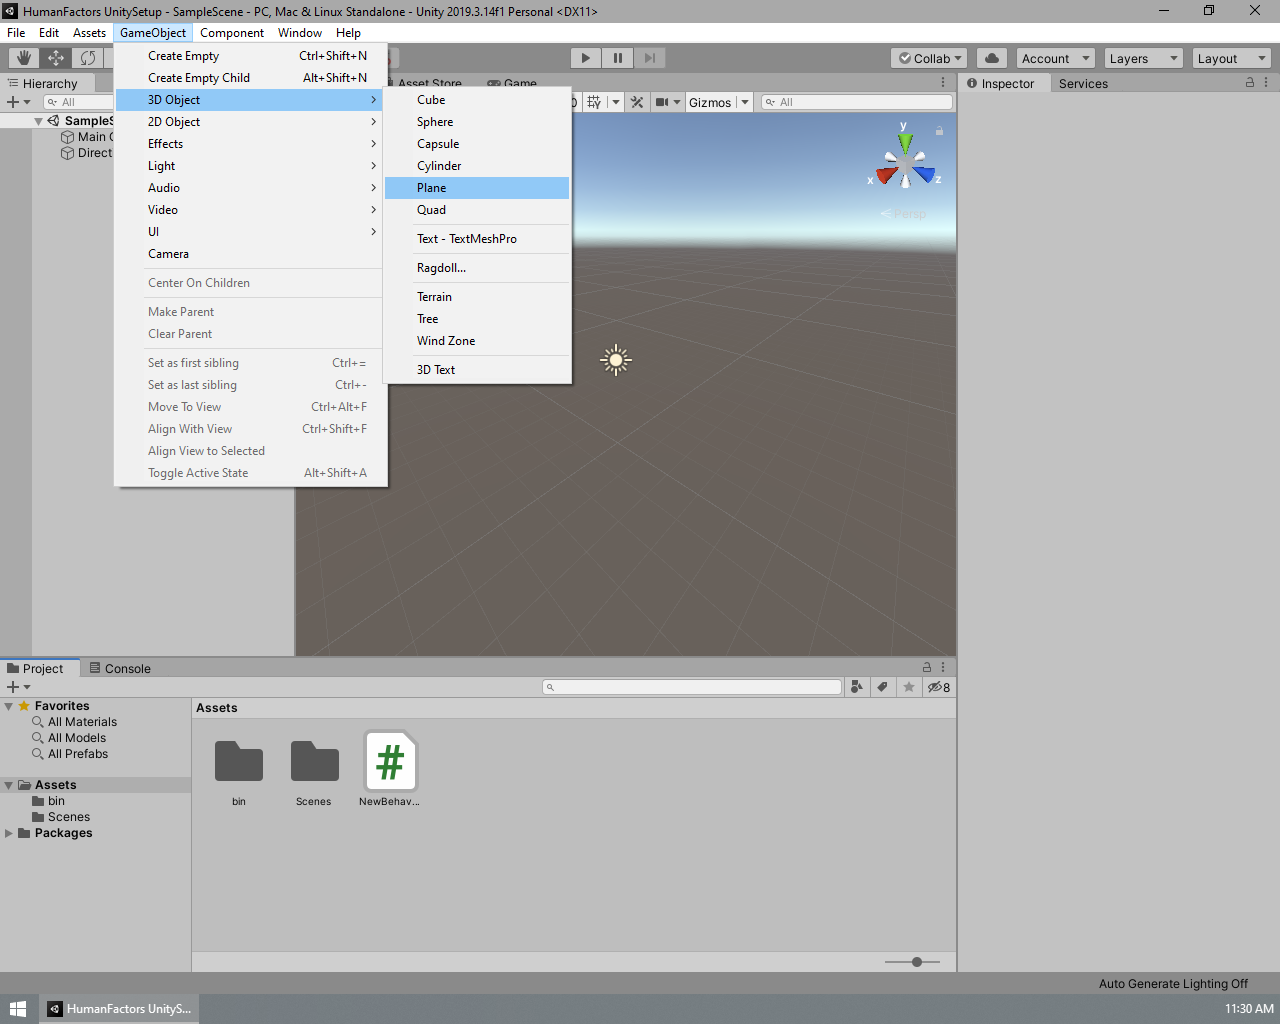 HumanFactors UnitySetup - SampleScene - PC, Mac & Linux Standalone - Unity 2019.3.14f1 Personal <DX11>
File Edit Assets GameObject Component Window Help
Collab Account Layers Layout
Hierarchy
All
SampleS
Main C
Direct
Create Empty Ctrl+Shift+N
Create Empty Child Alt+Shift+N
3D Object
2D Object
Effects
Light
Audio
Video
UI
Camera
Center On Children
Make Parent
Clear Parent
Set as first sibling Ctrl+=
Set as last sibling Ctrl+-
Move To View Ctrl+Alt+F
Align With View Ctrl+Shift+F
Align View to Selected
Toggle Active State Alt+Shift+A
Cube
Sphere
Capsule
Cylinder
Plane
Quad
Text - TextMeshPro
Ragdoll...
Terrain
Tree
Wind Zone
3D Text
Asset Store Game
Gizmos All
y
x z
Persp
Inspector Services
Project Console
8
Favorites
All Materials
All Models
All Prefabs
Assets
bin
Scenes
Packages
Assets
bin Scenes NewBehav...
Auto Generate Lighting Off
HumanFactors UnityS...
11:30 AM